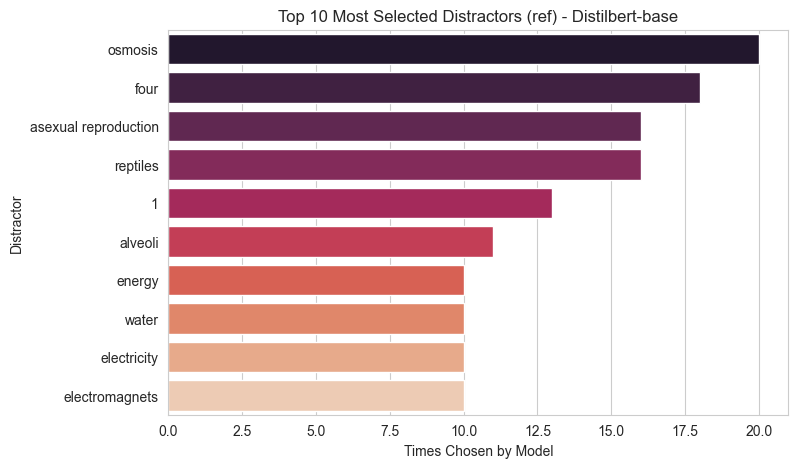 Top 10 Most Selected Distractors (ref) - Distilbert-base
Distractor
osmosis
four
asexual reproduction
reptiles
1
alveoli
energy
water
electricity
electromagnets
0.0 2.5 5.0 7.5 10.0 12.5 15.0 17.5 20.0
Times Chosen by Model